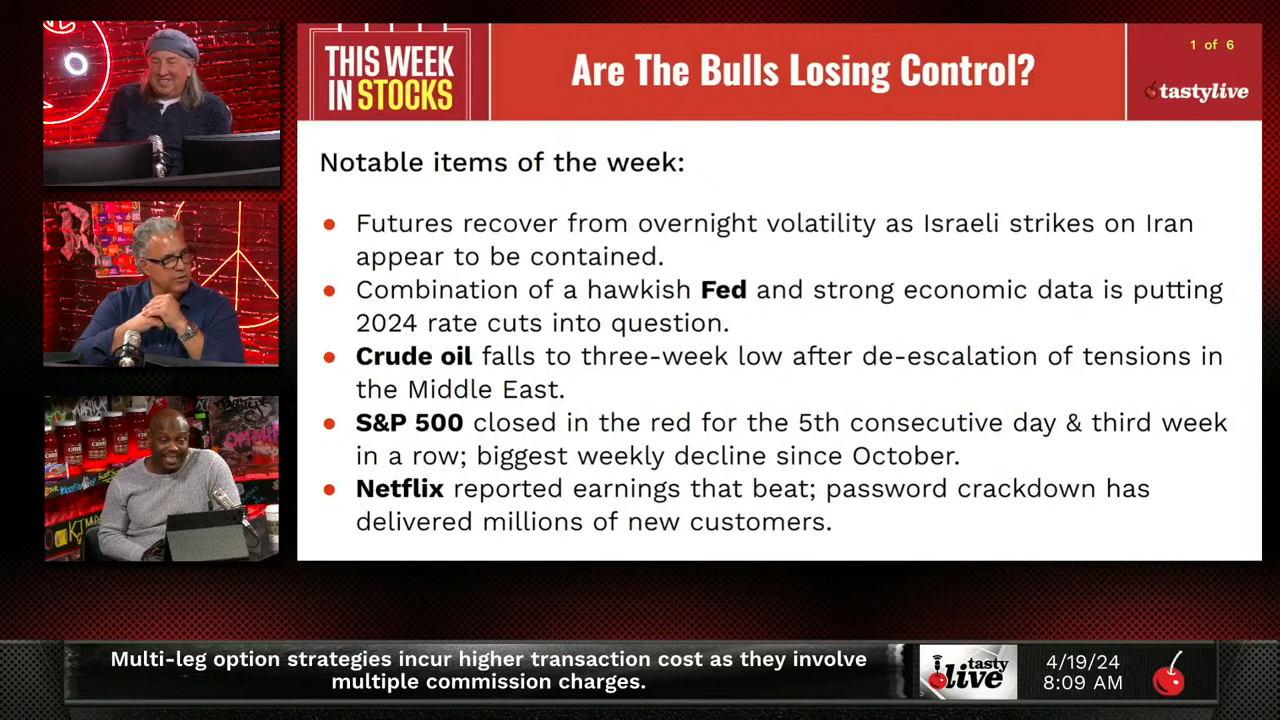 THIS WEEK
IN STOCKS
Are The Bulls Losing Control?
1 of 6
tastylive
Notable items of the week:
• Futures recover from overnight volatility as Israeli strikes on Iran
appear to be contained.
• Combination of a hawkish Fed and strong economic data is putting
2024 rate cuts into question.
• Crude oil falls to three-week low after de-escalation of tensions in
the Middle East.
• S&P 500 closed in the red for the 5th consecutive day & third week
in a row; biggest weekly decline since October.
• Netflix reported earnings that beat; password crackdown has
delivered millions of new customers.
Multi-leg option strategies incur higher transaction cost as they involve
multiple commission charges.
tasty
live
4/19/24
8:09 AM